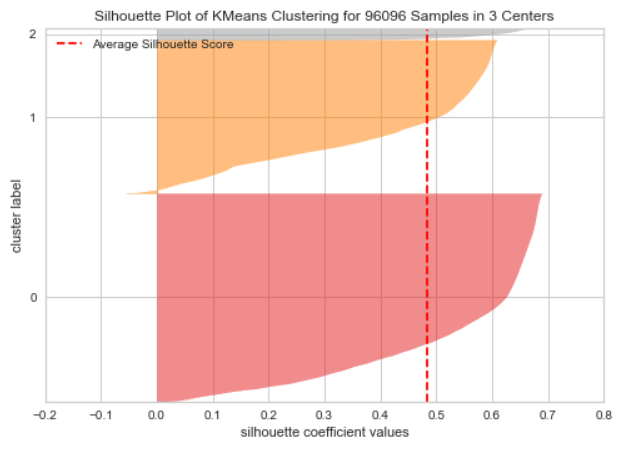 Silhouette Plot of KMeans Clustering for 96096 Samples in 3 Centers
Average Silhouette Score
2
1
0
cluster label
−0.2 −0.1 0.0 0.1 0.2 0.3 0.4 0.5 0.6 0.7 0.8
silhouette coefficient values